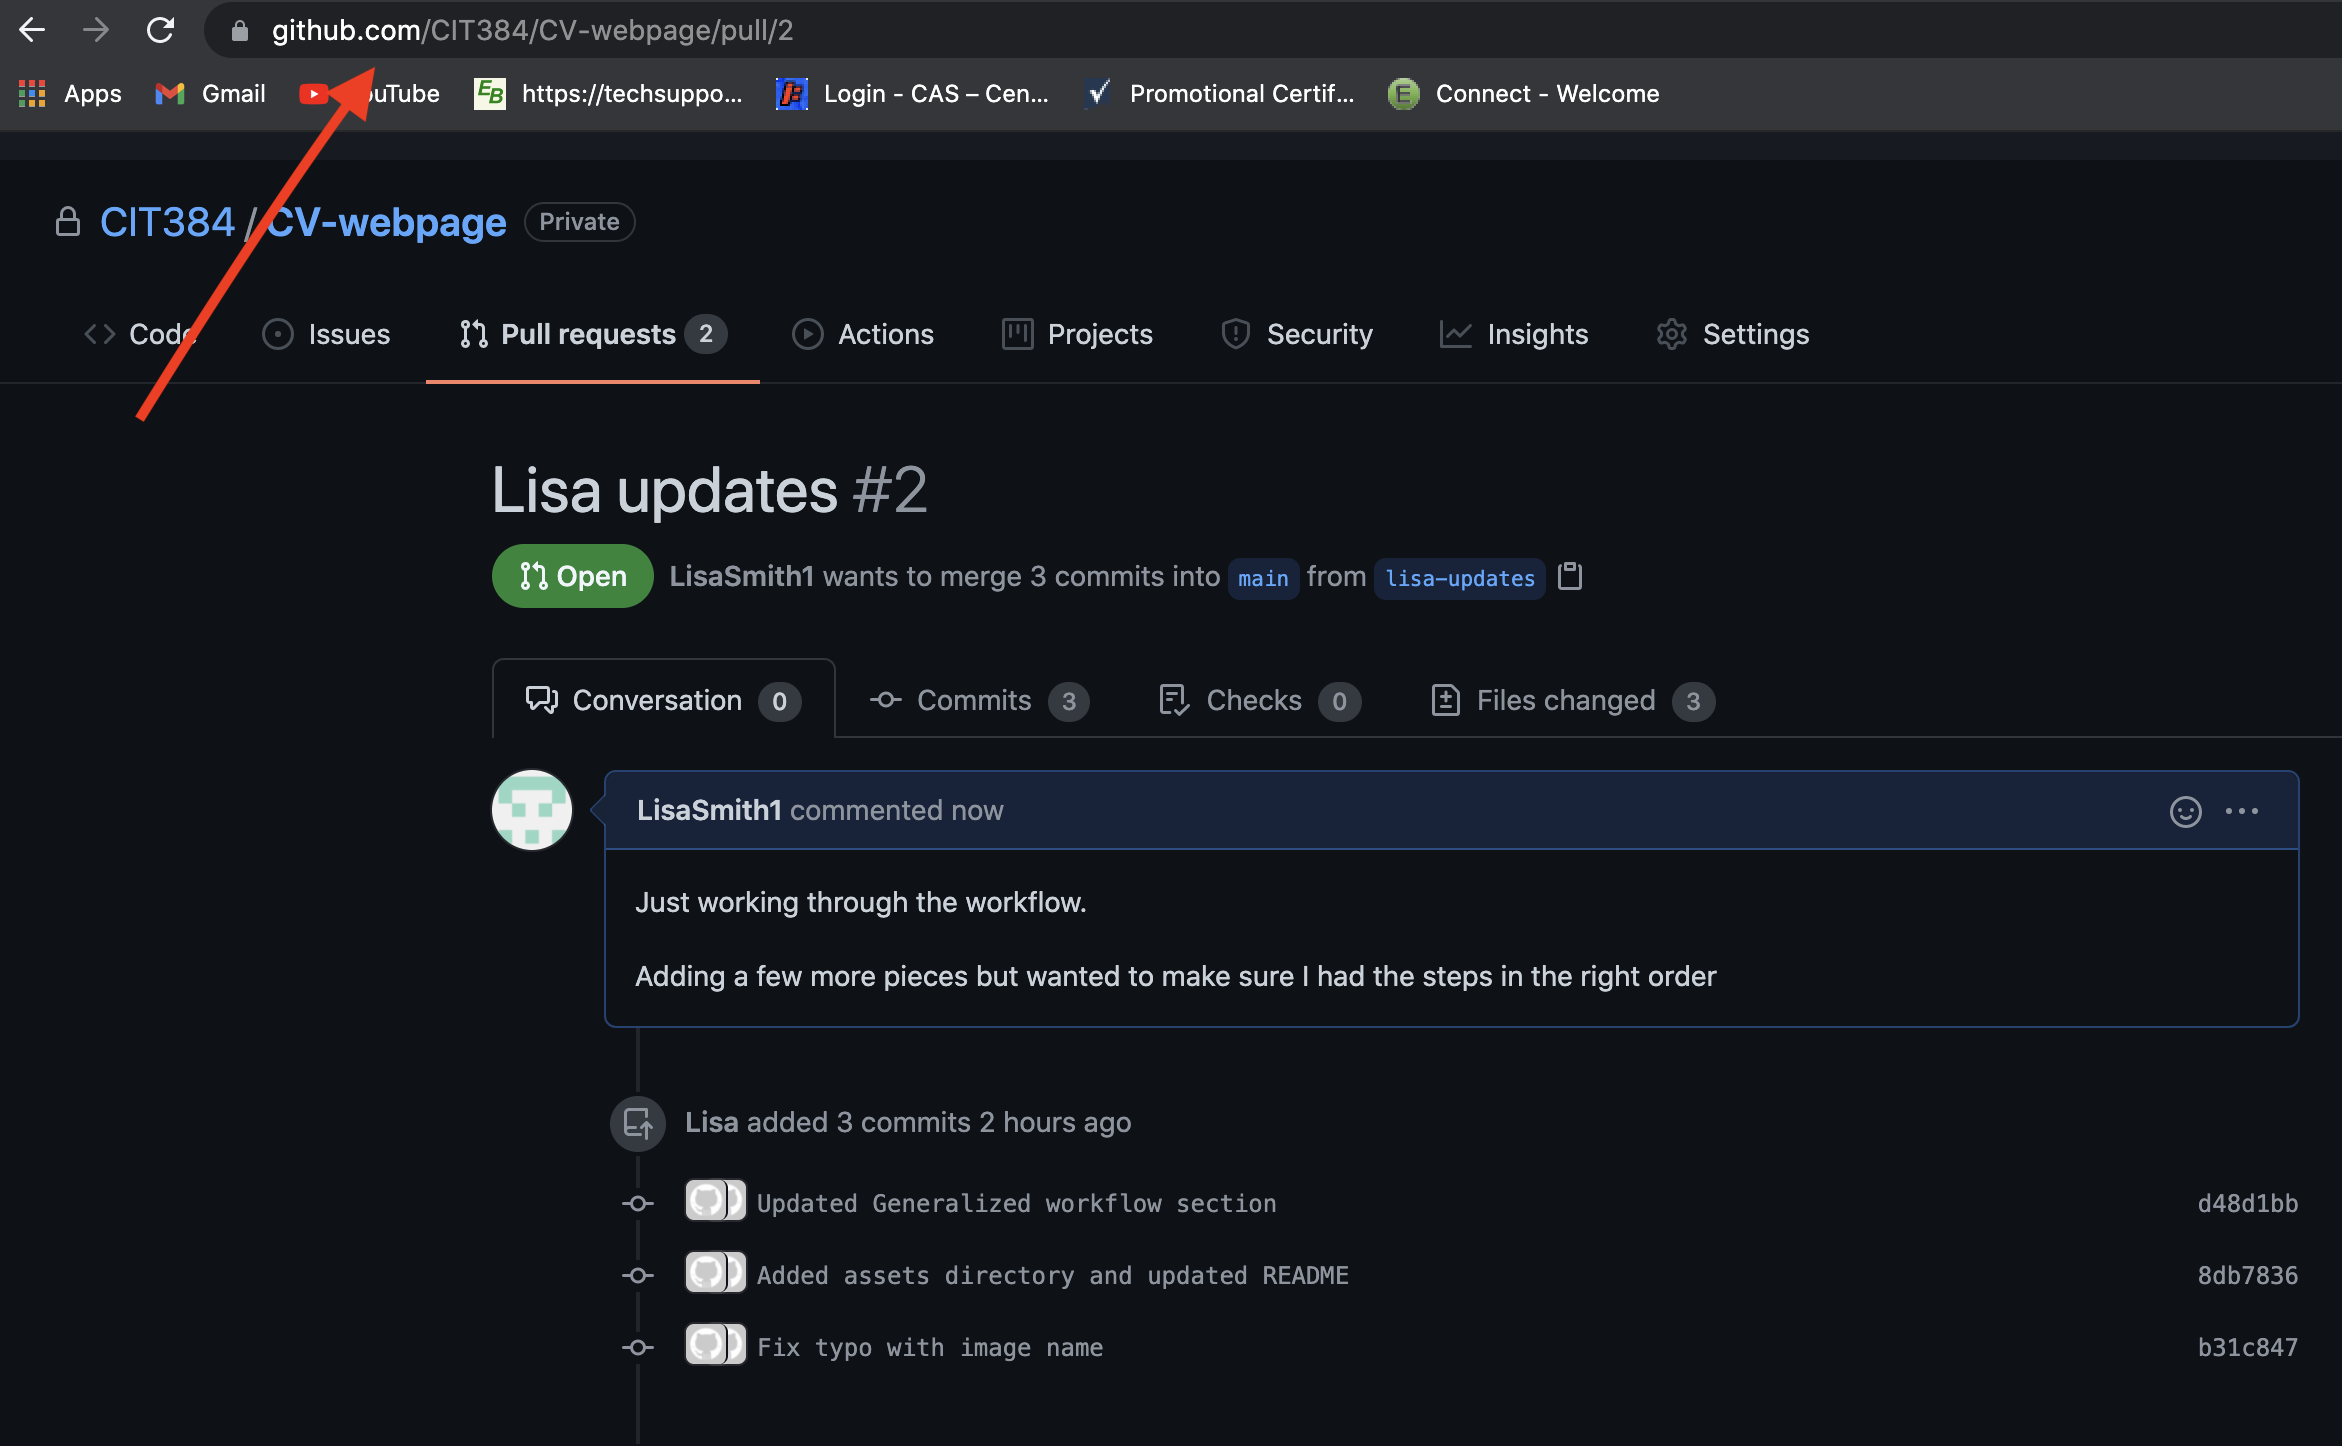 github.com/CIT384/CV-webpage/pull/2
Apps Gmail YouTube EB https://techsuppo... Login - CAS – Cen... Promotional Certif... E Connect - Welcome
CIT384 / CV-webpage Private
Code Issues Pull requests 2 Actions Projects Security Insights Settings
Lisa updates #2
Open LisaSmith1 wants to merge 3 commits into main from lisa-updates
Conversation 0 Commits 3 Checks 0 Files changed 3
LisaSmith1 commented now
Just working through the workflow.
Adding a few more pieces but wanted to make sure I had the steps in the right order
Lisa added 3 commits 2 hours ago
Updated Generalized workflow section d48d1bb
Added assets directory and updated README 8db7836
Fix typo with image name b31c847